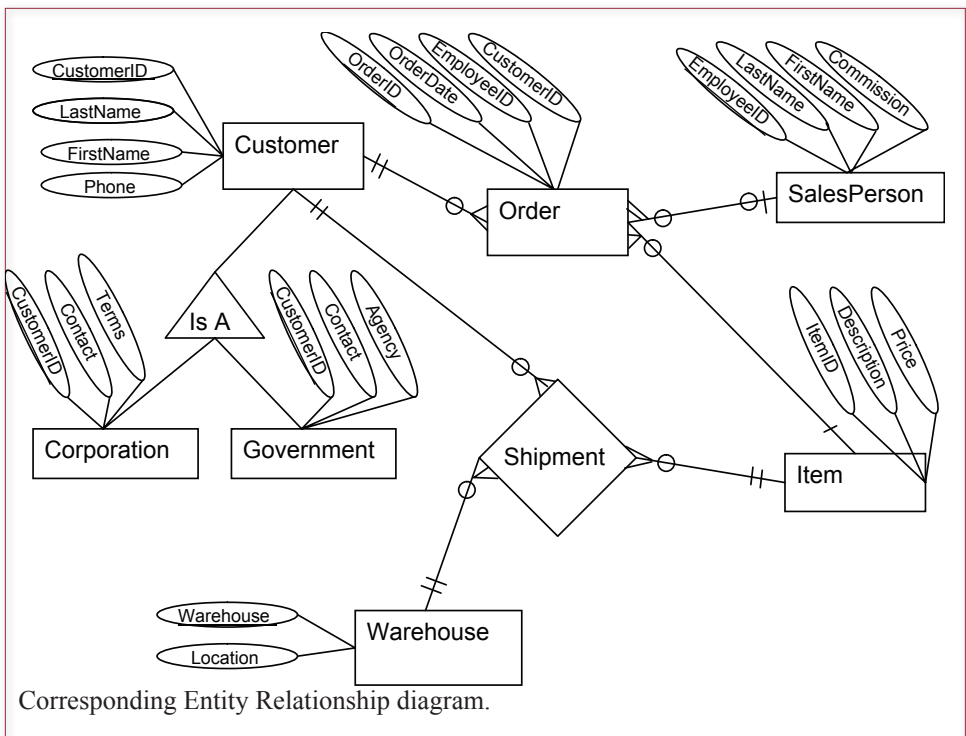 CustomerID
LastName
FirstName
Phone
Customer
OrderID
OrderDate
EmployeeID
CustomerID
Order
EmployeeID
LastName
FirstName
Commission
SalesPerson
CustomerID
Contact
Terms
Is A
CustomerID
Contact
Agency
Corporation
Government
Shipment
ItemID
Description
Price
Item
Warehouse
Location
Warehouse
Corresponding Entity Relationship diagram.